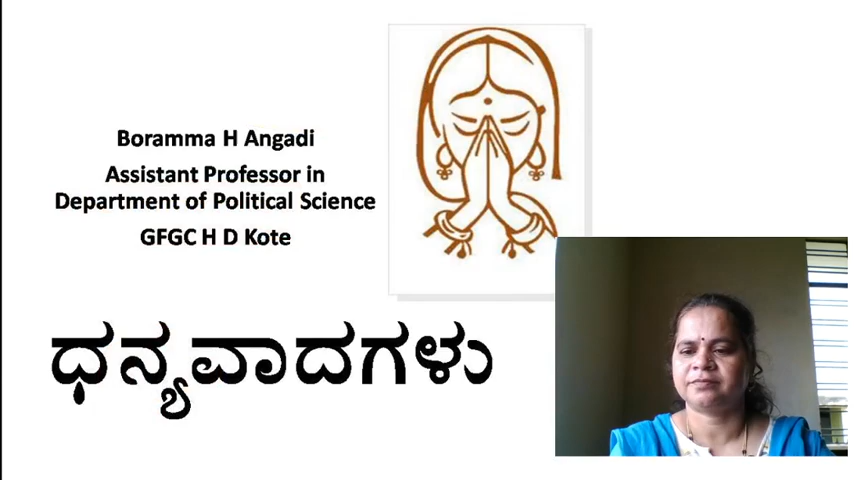 Boramma H Angadi
Assistant Professor in
Department of Political Science
GFGC H D Kote
ಧನ್ಯವಾದಗಳು